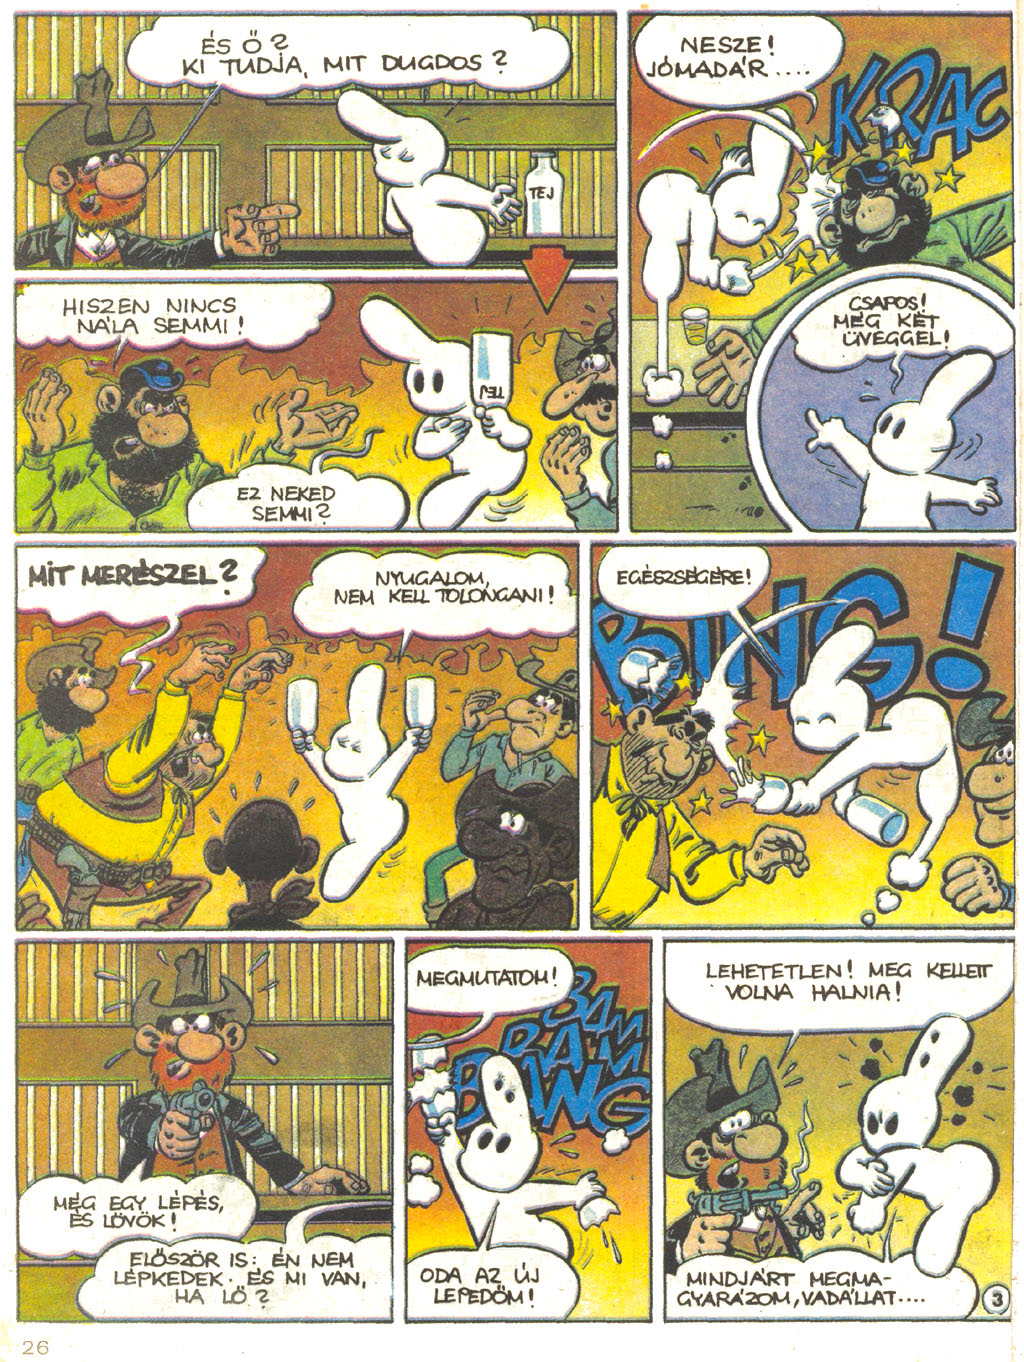 ÉS Ő?
KI TUDJA, MIT DUGDOS?
TEJ
HISZEN NINCS
NÁLA SEMMI!
TEJ
EZ NEKED
SEMMI?
NESZE!
JÓMADÁR....
KRAC
CSAPOS!
MÉG KÉT
ÜVEGGEL!
MIT MERÉSZEL?
NYUGALOM,
NEM KELL TOLONGANI!
EGÉSZSÉGÉRE!
BING!
MÉG EGY LÉPÉS,
ÉS LÖVÖK!
ELŐSZÖR IS: ÉN NEM
LÉPKEDEK. ÉS MI VAN,
HA LŐ?
MEGMUTATOM!
BAM
BAM
BANG
ODA AZ ÚJ
LEPEDŐM!
LEHETETLEN! MEG KELLETT
VOLNA HALNIA!
MINDJÁRT MEGMA-
GYARÁZOM, VADÁLLAT....
3
26